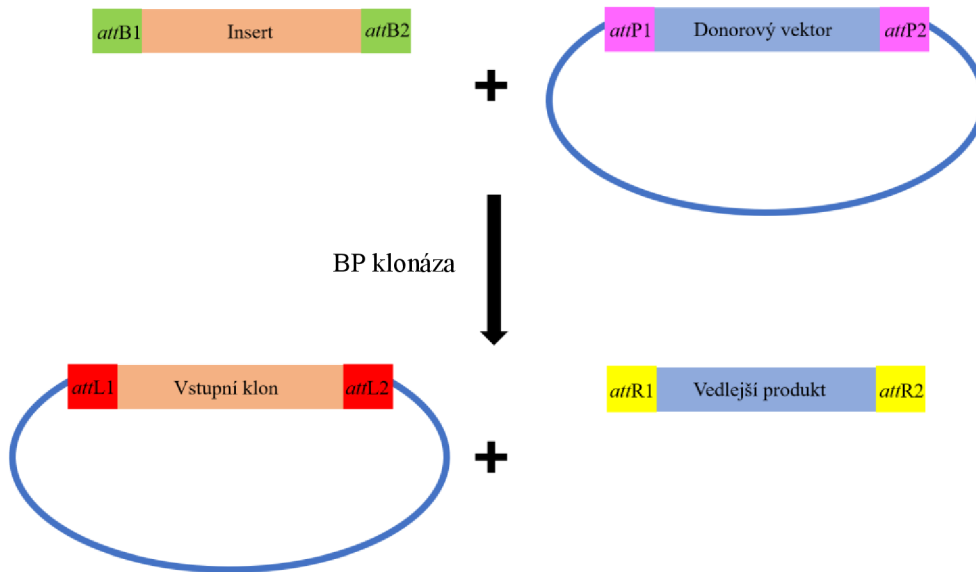 attB1 Insert attB2
attP1 Donorový vektor attP2
+
BP klonáza
attL1 Vstupní klon attL2
attR1 Vedlejší produkt attR2
+